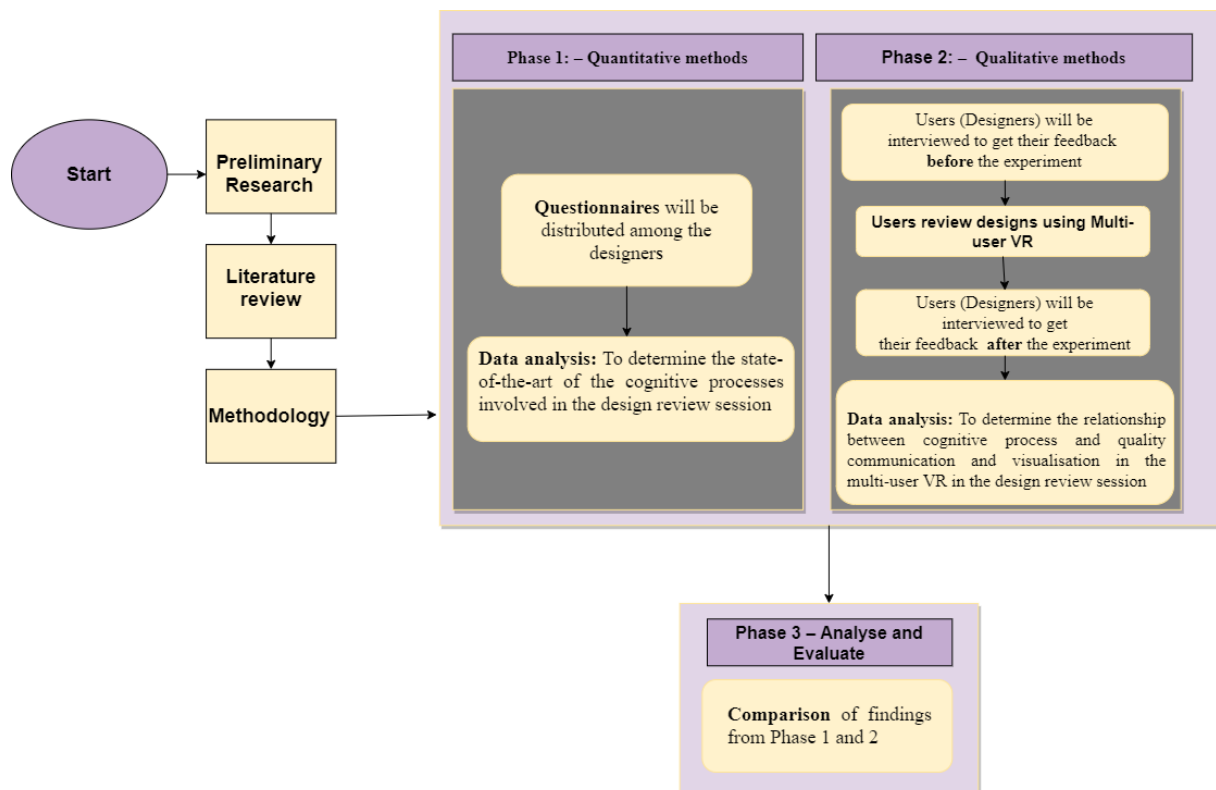 Start
Preliminary
Research
Literature
review
Methodology
Phase 1: – Quantitative methods
Questionnaires will be
distributed among the
designers
Data analysis: To determine the state-
of-the-art of the cognitive processes
involved in the design review session
Phase 2: – Qualitative methods
Users (Designers) will be
interviewed to get their feedback
before the experiment
Users review designs using Multi-
user VR
Users (Designers) will be
interviewed to get
their feedback after the experiment
Data analysis: To determine the relationship
between cognitive process and quality
communication and visualisation in the
multi-user VR in the design review session
Phase 3 – Analyse and
Evaluate
Comparison of findings
from Phase 1 and 2